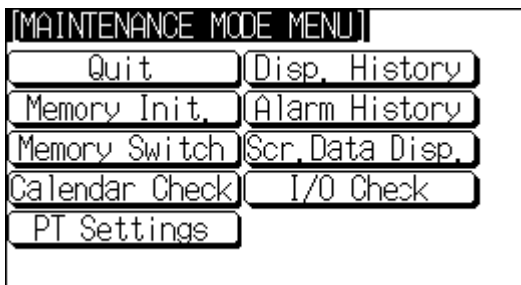 [MAINTENANCE MODE MENU]
Quit Disp. History
Memory Init. Alarm History
Memory Switch Scr.Data Disp.
Calendar Check I/O Check
PT Settings